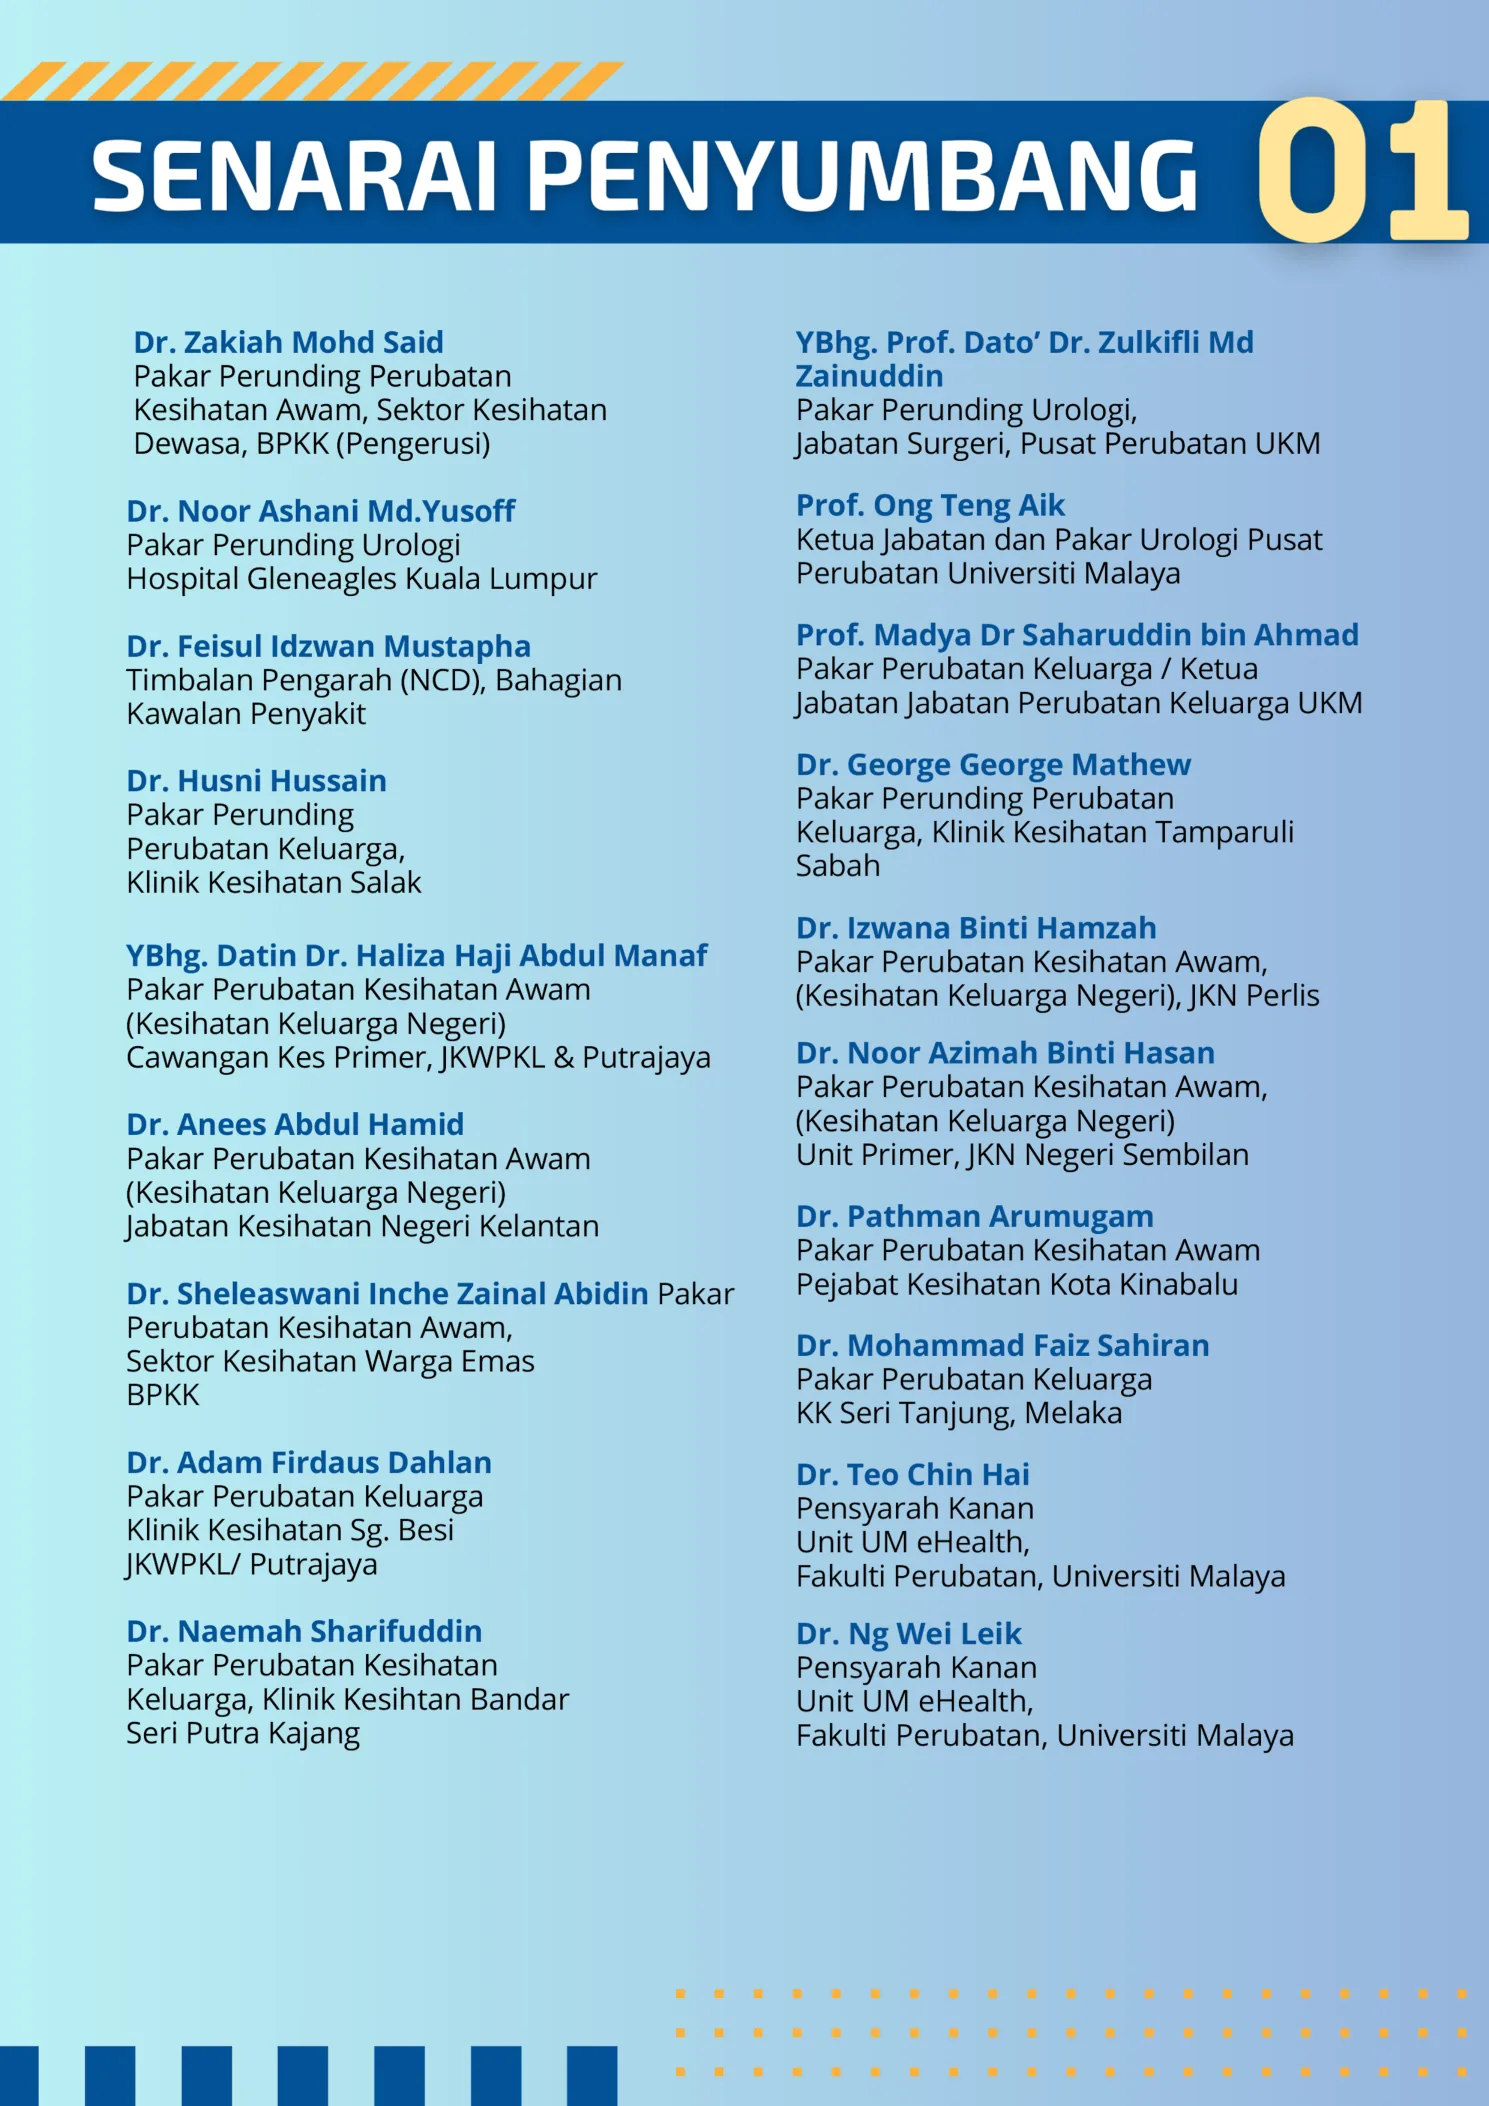 SENARAI PENYUMBANG 01
Dr. Zakiah Mohd Said
Pakar Perunding Perubatan
Kesihatan Awam, Sektor Kesihatan
Dewasa, BPKK (Pengerusi)
Dr. Noor Ashani Md.Yusoff
Pakar Perunding Urologi
Hospital Gleneagles Kuala Lumpur
Dr. Feisul Idzwan Mustapha
Timbalan Pengarah (NCD), Bahagian
Kawalan Penyakit
Dr. Husni Hussain
Pakar Perunding
Perubatan Keluarga,
Klinik Kesihatan Salak
YBhg. Datin Dr. Haliza Haji Abdul Manaf
Pakar Perubatan Kesihatan Awam
(Kesihatan Keluarga Negeri)
Cawangan Kes Primer, JKWPKL & Putrajaya
Dr. Anees Abdul Hamid
Pakar Perubatan Kesihatan Awam
(Kesihatan Keluarga Negeri)
Jabatan Kesihatan Negeri Kelantan
Dr. Sheleaswani Inche Zainal Abidin Pakar
Perubatan Kesihatan Awam,
Sektor Kesihatan Warga Emas
BPKK
Dr. Adam Firdaus Dahlan
Pakar Perubatan Keluarga
Klinik Kesihatan Sg. Besi
JKWPKL/ Putrajaya
Dr. Naemah Sharifuddin
Pakar Perubatan Kesihatan
Keluarga, Klinik Kesihtan Bandar
Seri Putra Kajang
YBhg. Prof. Dato’ Dr. Zulkifli Md
Zainuddin
Pakar Perunding Urologi,
Jabatan Surgeri, Pusat Perubatan UKM
Prof. Ong Teng Aik
Ketua Jabatan dan Pakar Urologi Pusat
Perubatan Universiti Malaya
Prof. Madya Dr Saharuddin bin Ahmad
Pakar Perubatan Keluarga / Ketua
Jabatan Jabatan Perubatan Keluarga UKM
Dr. George George Mathew
Pakar Perunding Perubatan
Keluarga, Klinik Kesihatan Tamparuli
Sabah
Dr. Izwana Binti Hamzah
Pakar Perubatan Kesihatan Awam,
(Kesihatan Keluarga Negeri), JKN Perlis
Dr. Noor Azimah Binti Hasan
Pakar Perubatan Kesihatan Awam,
(Kesihatan Keluarga Negeri)
Unit Primer, JKN Negeri Sembilan
Dr. Pathman Arumugam
Pakar Perubatan Kesihatan Awam
Pejabat Kesihatan Kota Kinabalu
Dr. Mohammad Faiz Sahiran
Pakar Perubatan Keluarga
KK Seri Tanjung, Melaka
Dr. Teo Chin Hai
Pensyarah Kanan
Unit UM eHealth,
Fakulti Perubatan, Universiti Malaya
Dr. Ng Wei Leik
Pensyarah Kanan
Unit UM eHealth,
Fakulti Perubatan, Universiti Malaya